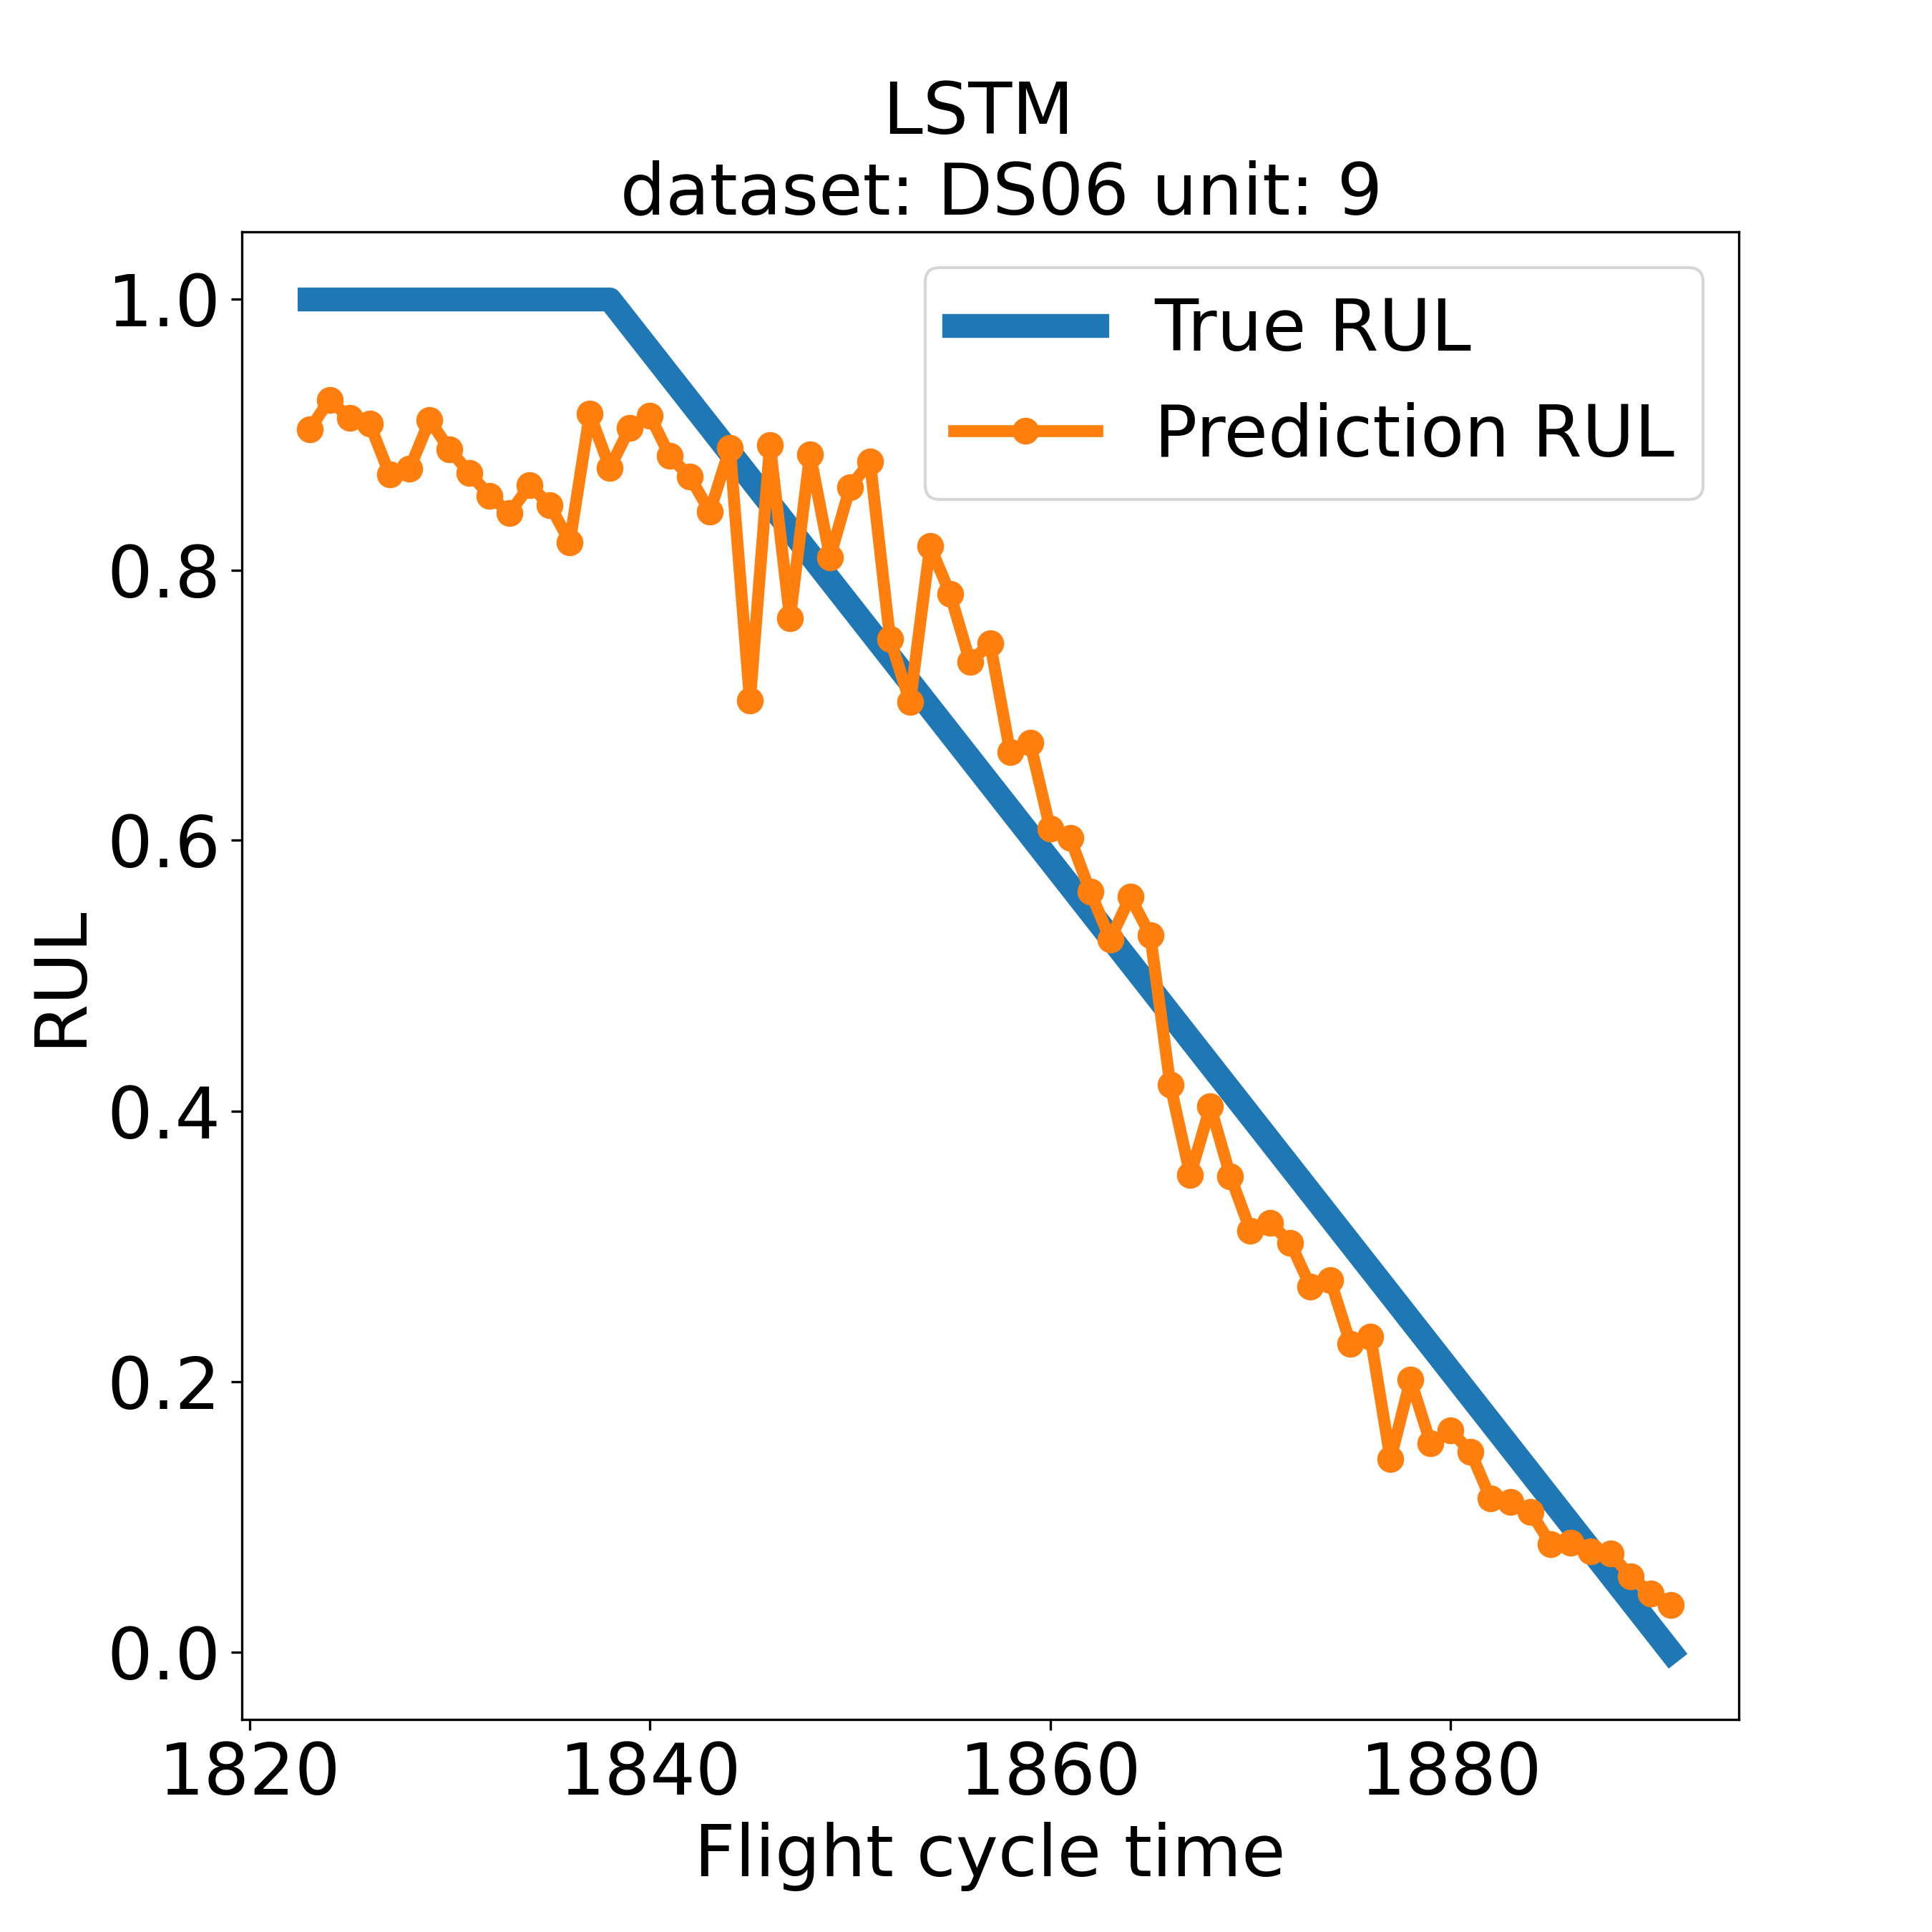 LSTM
dataset: DS06 unit: 9
True RUL
Prediction RUL
1.0
0.8
0.6
0.4
0.2
0.0
RUL
1820 1840 1860 1880
Flight cycle time